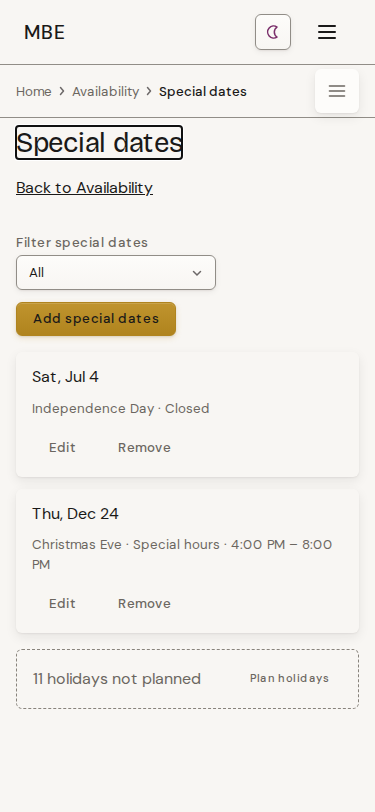 MBE
Home > Availability > Special dates
Special dates
Back to Availability
Filter special dates
All
Add special dates
Sat, Jul 4
Independence Day · Closed
Edit Remove
Thu, Dec 24
Christmas Eve · Special hours · 4:00 PM – 8:00
PM
Edit Remove
11 holidays not planned Plan holidays